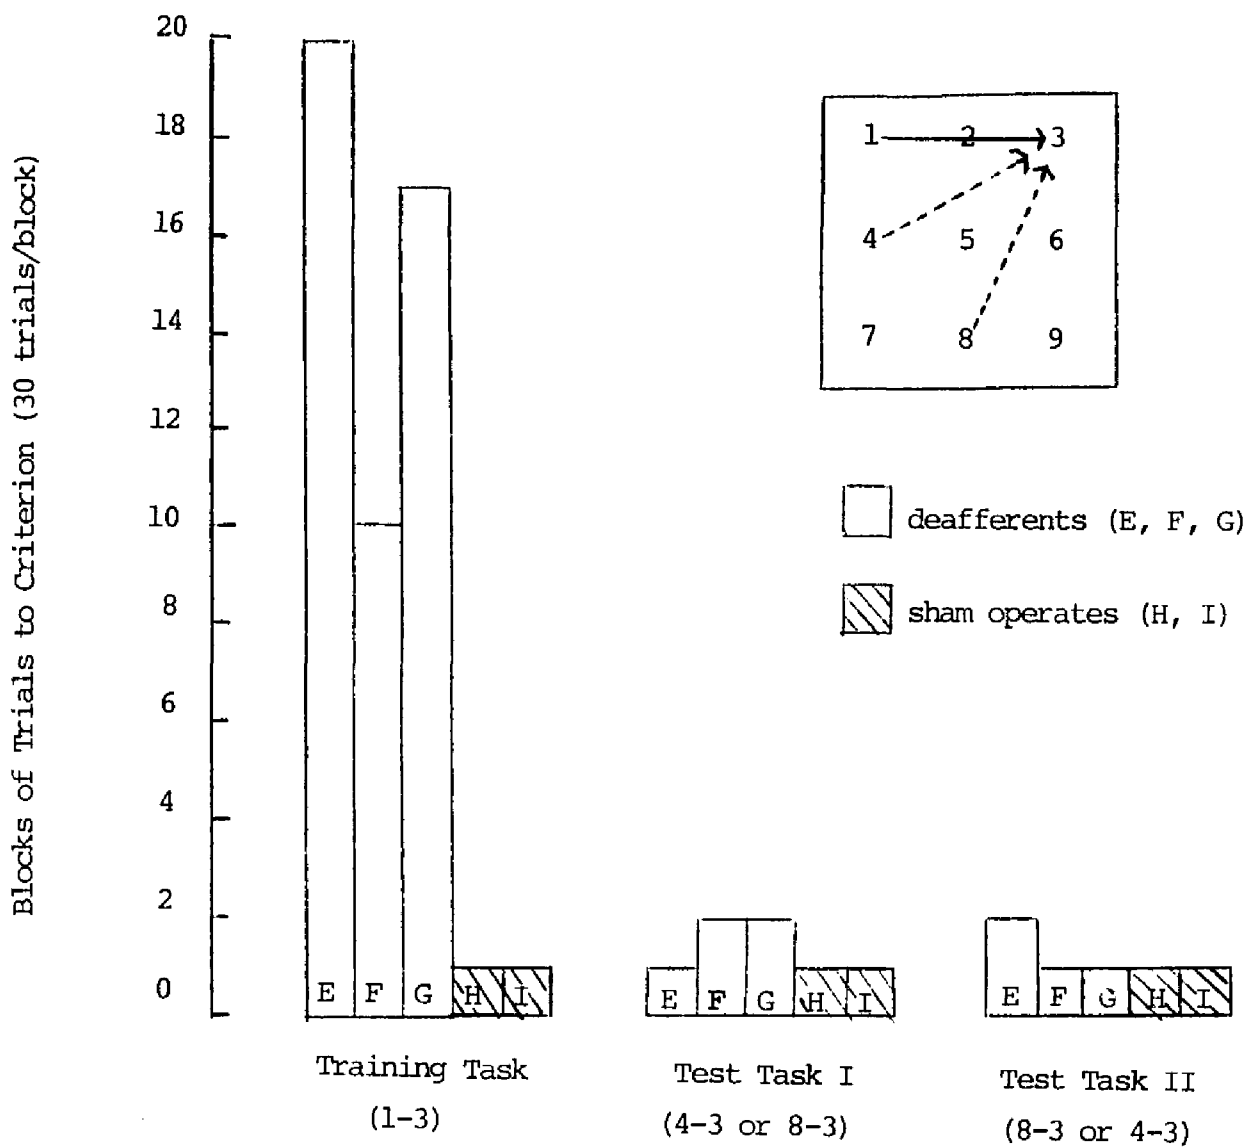 Blocks of Trials to Criterion (30 trials/block)
20
18
16
14
12
10
8
6
4
2
0
1 2 3
4 5 6
7 8 9
deafferents (E, F, G)
sham operates (H, I)
E F G H I
E F G H I
E F G H I
Training Task
(1-3)
Test Task I
(4-3 or 8-3)
Test Task II
(8-3 or 4-3)